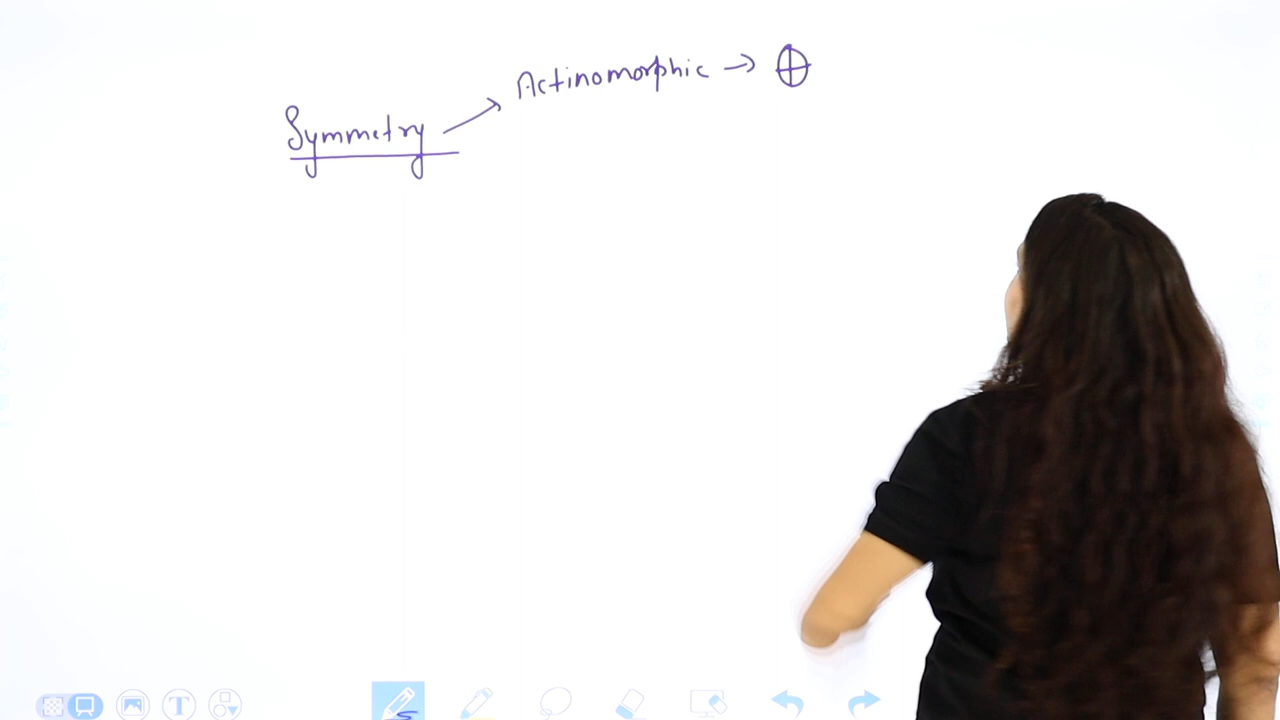 Actinomorphic → ⊕
Symmetry
T